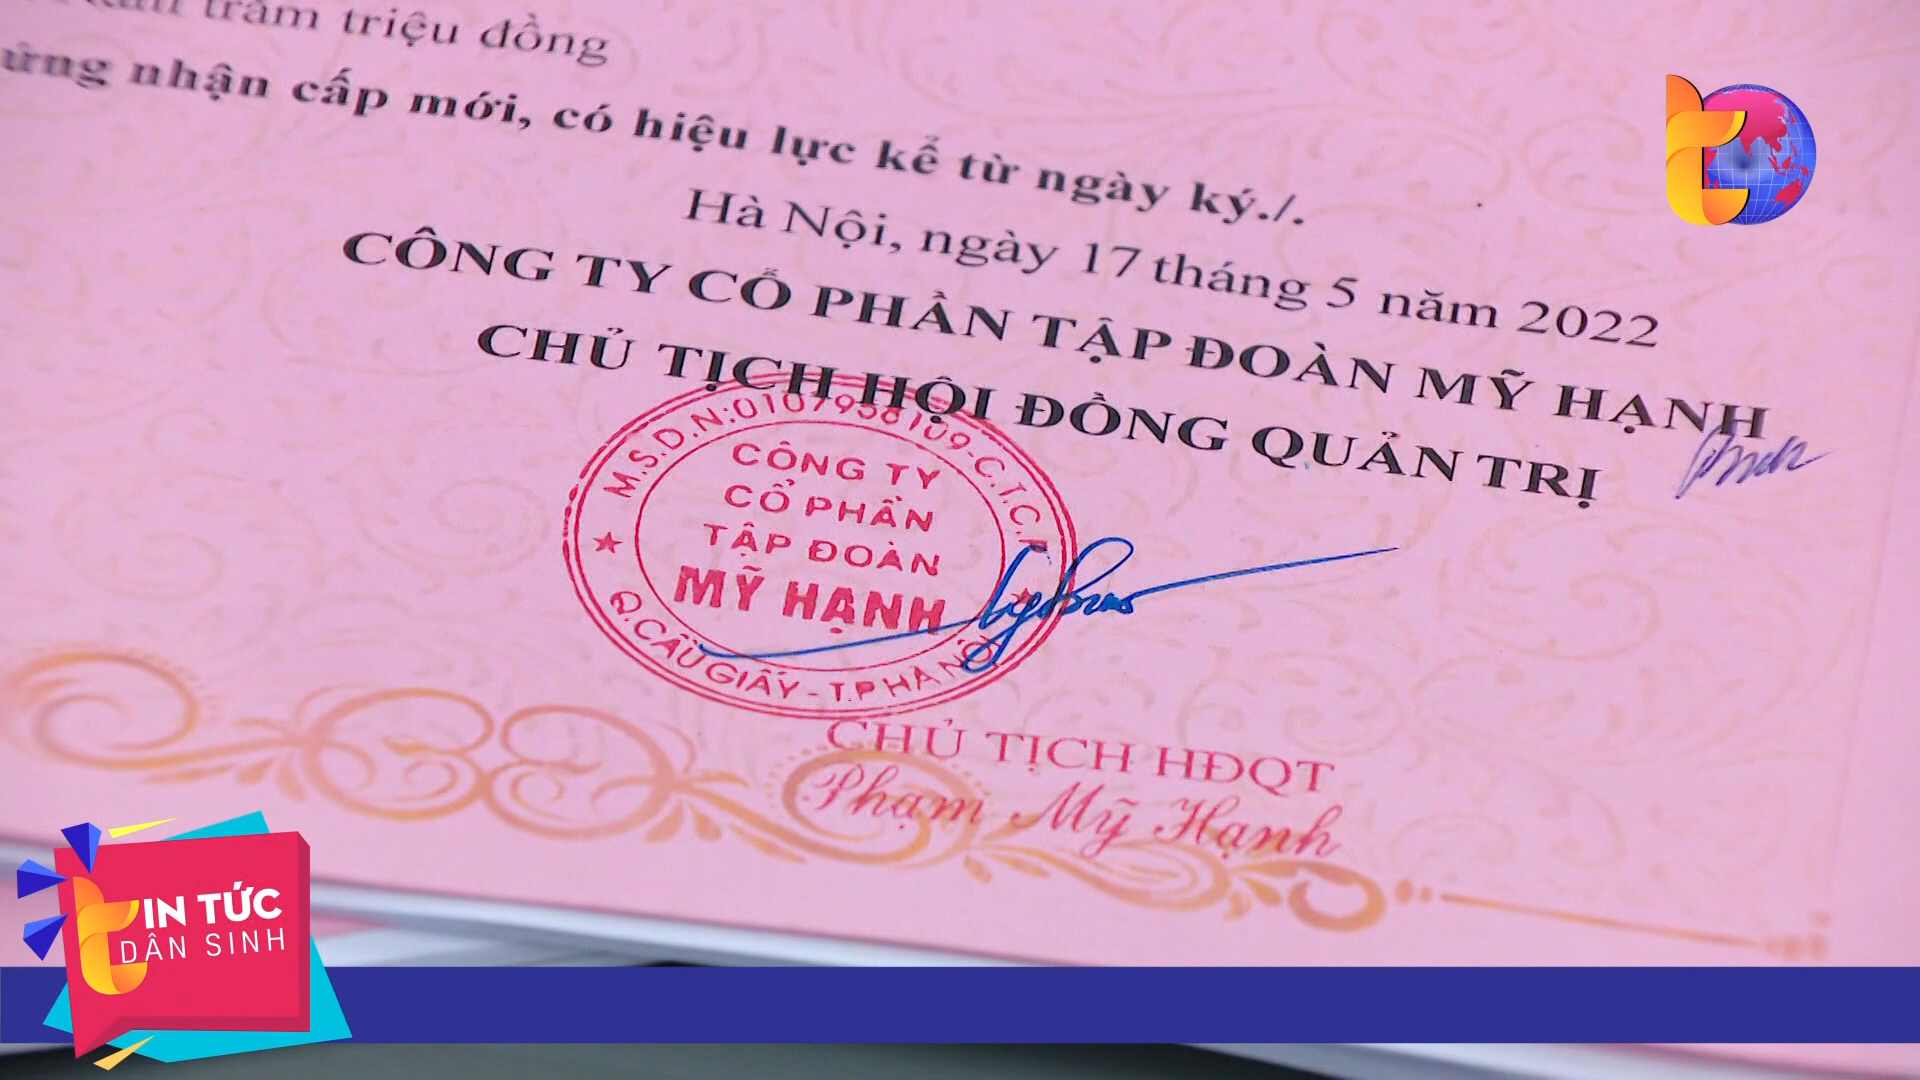 trăm triệu đồng
nhận cấp mới, có hiệu lực kể từ ngày ký./.
Hà Nội, ngày 17 tháng 5 năm 2022
CÔNG TY CỔ PHẦN TẬP ĐOÀN MỸ HẠNH
CHỦ TỊCH HỘI ĐỒNG QUẢN TRỊ
M.S.D.N:0107958109-C.T.C.P
CÔNG TY
CỔ PHẦN
TẬP ĐOÀN
MỸ HẠNH
Q.CẦU GIẤY - T.P HÀ NỘI
CHỦ TỊCH HĐQT
Phạm Mỹ Hạnh
TIN TỨC
DÂN SINH